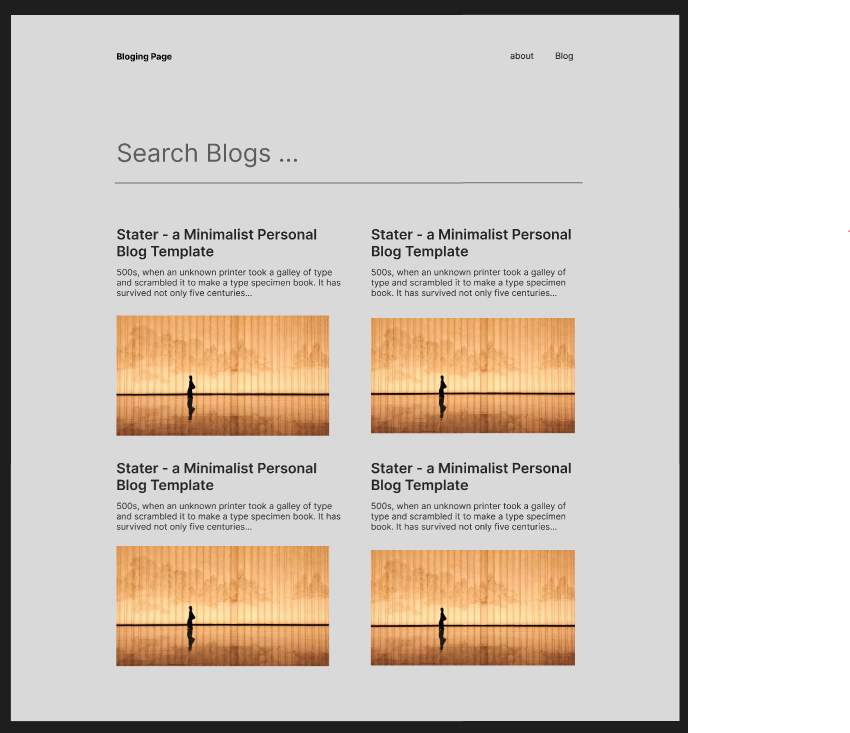 Bloging Page
about Blog
Search Blogs ...
Stater - a Minimalist Personal
Blog Template
500s, when an unknown printer took a galley of type
and scrambled it to make a type specimen book. It has
survived not only five centuries...
Stater - a Minimalist Personal
Blog Template
500s, when an unknown printer took a galley of
type and scrambled it to make a type specimen
book. It has survived not only five centuries...
Stater - a Minimalist Personal
Blog Template
500s, when an unknown printer took a galley of type
and scrambled it to make a type specimen book. It has
survived not only five centuries...
Stater - a Minimalist Personal
Blog Template
500s, when an unknown printer took a galley of
type and scrambled it to make a type specimen
book. It has survived not only five centuries...